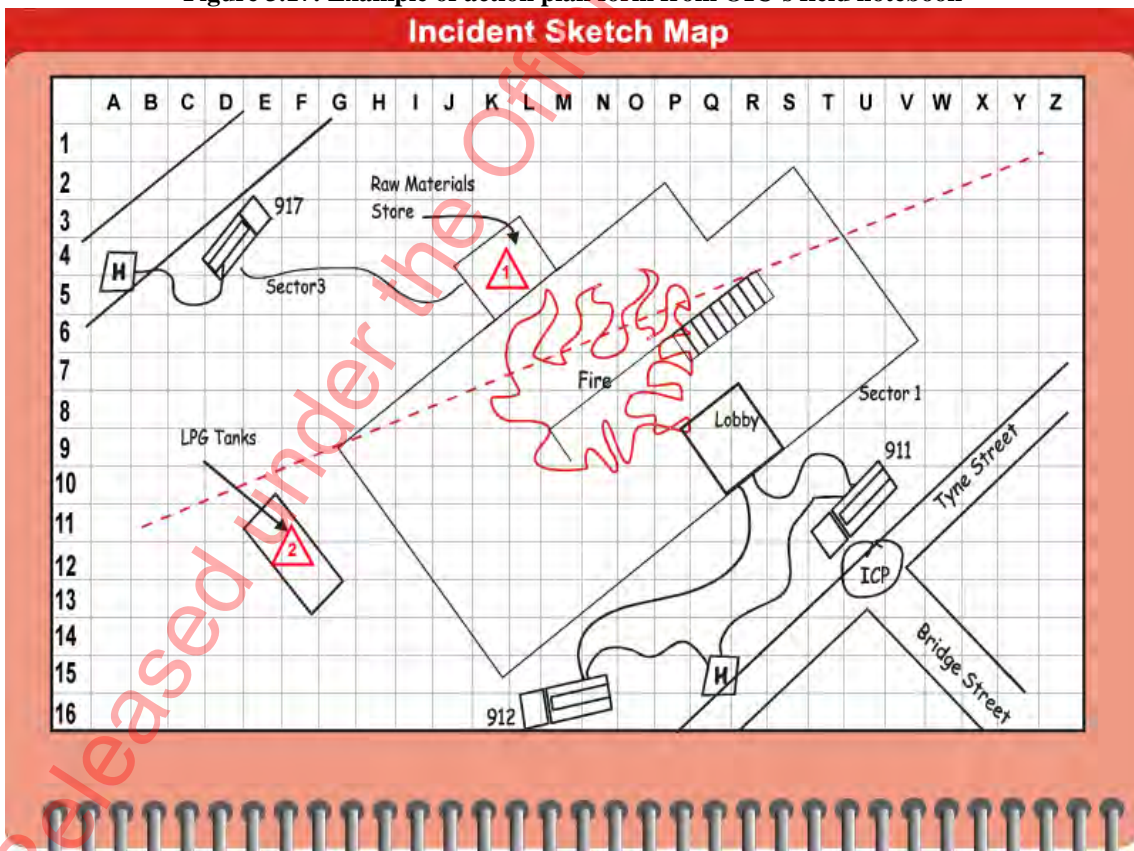 Figure 3.17: Example of action plan form from OIC's field notebook
Incident Sketch Map
A B C D E F G H I J K L M N O P Q R S T U V W X Y Z
1
2
3
4
5
6
7
8
9
10
11
12
13
14
15
16
Raw Materials
Store
917
1
H
Sector3
Fire
Sector 1
Lobby
LPG Tanks
911
Tyne Street
2
ICP
Bridge Street
H
912
Released under the Offic